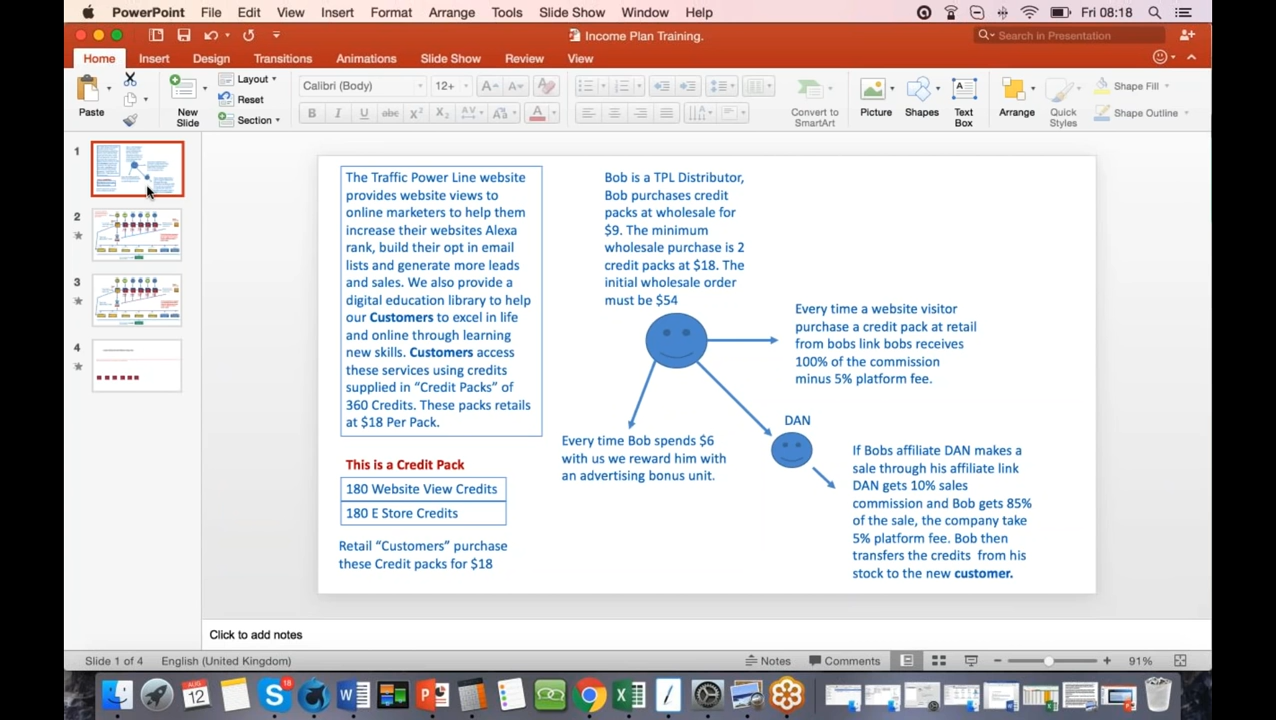 PowerPoint File Edit View Insert Format Arrange Tools Slide Show Window Help Fri 08:18
Income Plan Training.
Search in Presentation
Home Insert Design Transitions Animations Slide Show Review View
Paste
New Slide
Layout
Reset
Section
Calibri (Body) 12+
B I U abc X² X₂ AV Aa A
Convert to SmartArt
Picture
Shapes
Text Box
Arrange
Quick Styles
Shape Fill
Shape Outline
1
2
3
4
The Traffic Power Line website
provides website views to
online marketers to help them
increase their websites Alexa
rank, build their opt in email
lists and generate more leads
and sales. We also provide a
digital education library to help
our Customers to excel in life
and online through learning
new skills. Customers access
these services using credits
supplied in “Credit Packs” of
360 Credits. These packs retails
at $18 Per Pack.
This is a Credit Pack
180 Website View Credits
180 E Store Credits
Retail “Customers” purchase
these Credit packs for $18
Bob is a TPL Distributor,
Bob purchases credit
packs at wholesale for
$9. The minimum
wholesale purchase is 2
credit packs at $18. The
initial wholesale order
must be $54
Every time a website visitor
purchase a credit pack at retail
from bobs link bobs receives
100% of the commission
minus 5% platform fee.
Every time Bob spends $6
with us we reward him with
an advertising bonus unit.
DAN
If Bobs affiliate DAN makes a
sale through his affiliate link
DAN gets 10% sales
commission and Bob gets 85%
of the sale, the company take
5% platform fee. Bob then
transfers the credits from his
stock to the new customer.
Click to add notes
Slide 1 of 4 English (United Kingdom) Notes Comments 91%
AUG
12
18